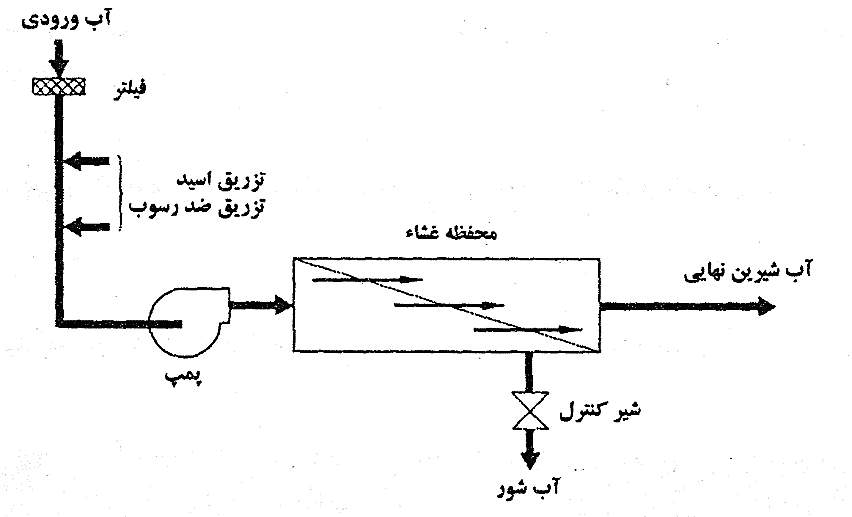 آب ورودی
فیلتر
تزریق اسید
تزریق ضد رسوب
محفظه غشاء
آب شیرین نهایی
پمپ
شیر کنترل
آب شور